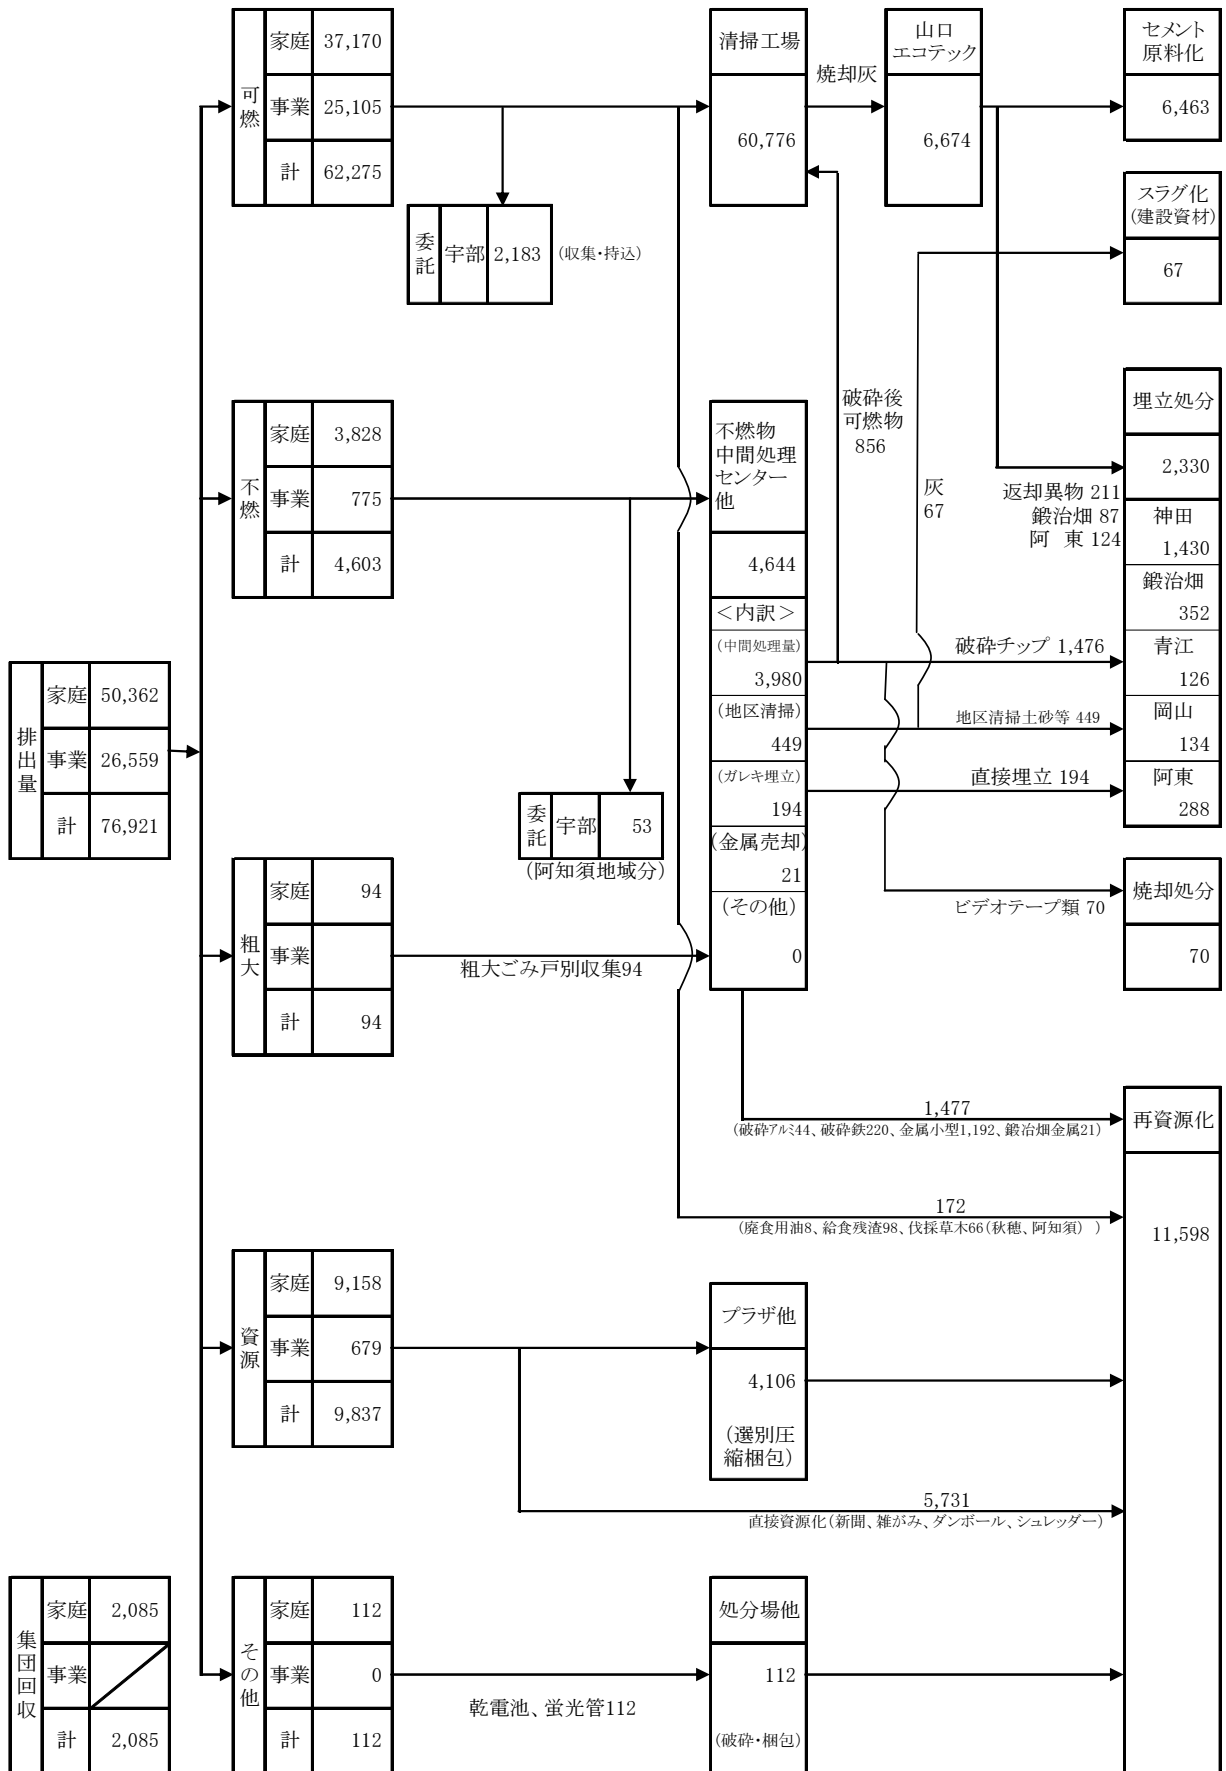 排出量
家庭 50,362
事業 26,559
計 76,921
集団回収
家庭 2,085
事業
計 2,085
可燃
家庭 37,170
事業 25,105
計 62,275
委託 宇部 2,183 (収集・持込)
不燃
家庭 3,828
事業 775
計 4,603
委託 宇部 53
(阿知須地域分)
粗大
家庭 94
事業
計 94
粗大ごみ戸別収集94
資源
家庭 9,158
事業 679
計 9,837
その他
家庭 112
事業 0
計 112
乾電池、蛍光管112
清掃工場
60,776
焼却灰
山口
エコテック
6,674
破砕後
可燃物
856
灰
67
不燃物
中間処理
センター
他
4,644
<内訳>
(中間処理量)
3,980
(地区清掃)
449
(ガレキ埋立)
194
(金属売却)
21
(その他)
0
破砕チップ 1,476
地区清掃土砂等 449
直接埋立 194
ビデオテープ類 70
1,477
(破砕アルミ44、破砕鉄220、金属小型1,192、鍛冶畑金属21)
172
(廃食用油8、給食残渣98、伐採草木66(秋穂、阿知須) )
プラザ他
4,106
(選別圧
縮梱包)
5,731
直接資源化(新聞、雑がみ、ダンボール、シュレッダー)
処分場他
112
(破砕・梱包)
セメント
原料化
6,463
スラグ化
(建設資材)
67
埋立処分
2,330
返却異物 211
鍛治畑 87
阿 東 124
神田
1,430
鍛治畑
352
青江
126
岡山
134
阿東
288
焼却処分
70
再資源化
11,598